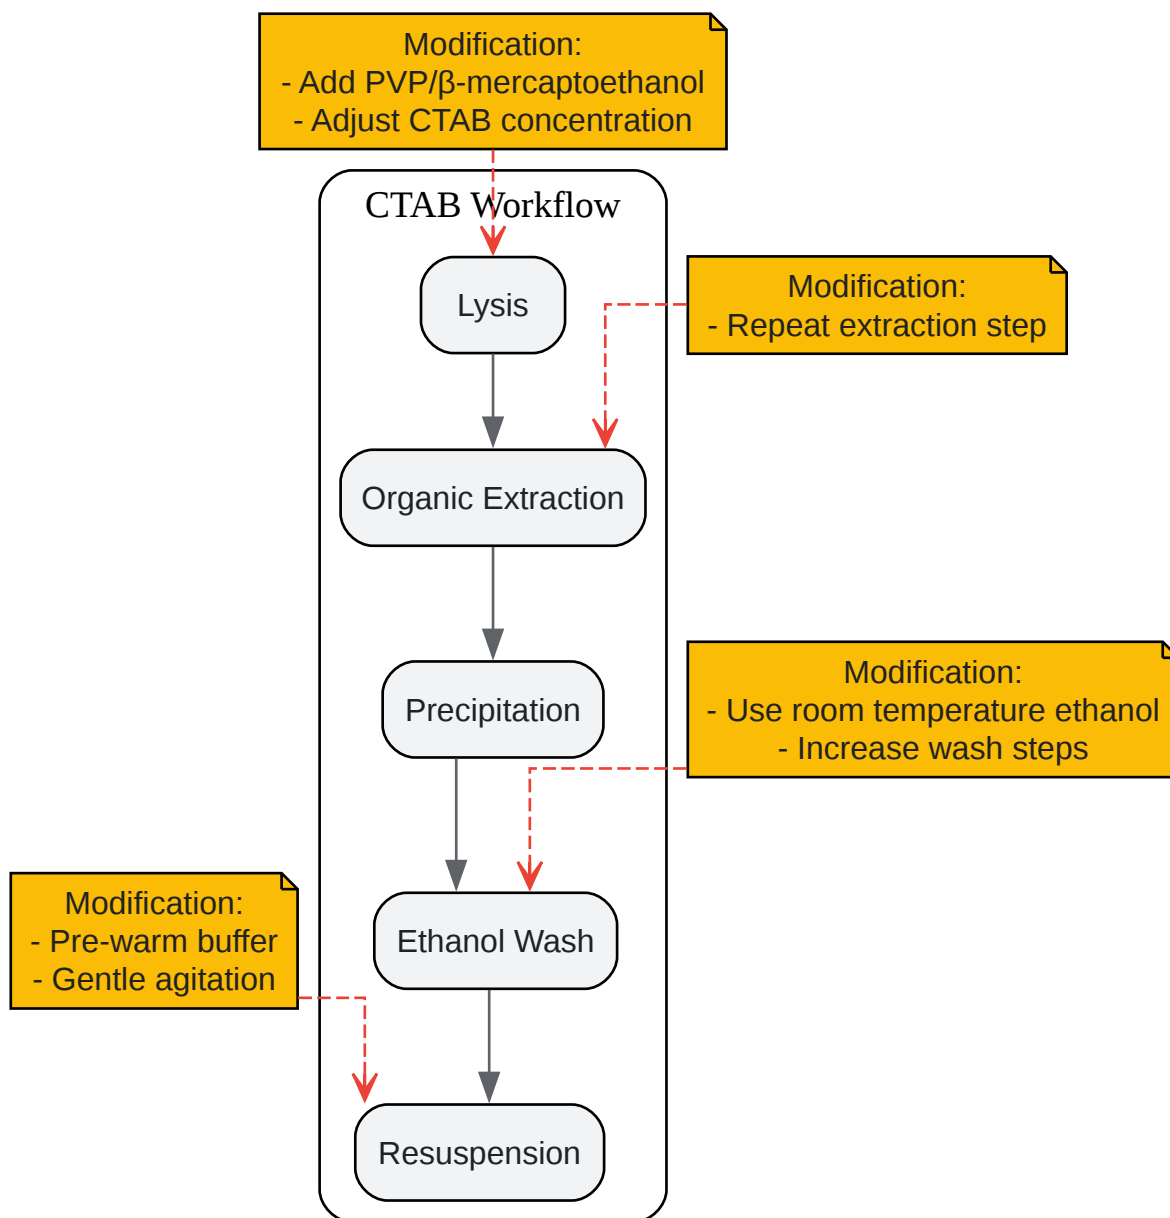 Modification:
- Add PVP/β-mercaptoethanol
- Adjust CTAB concentration
CTAB Workflow
Lysis
Modification:
- Repeat extraction step
Organic Extraction
Modification:
- Use room temperature ethanol
- Increase wash steps
Precipitation
Modification:
- Pre-warm buffer
- Gentle agitation
Ethanol Wash
Resuspension